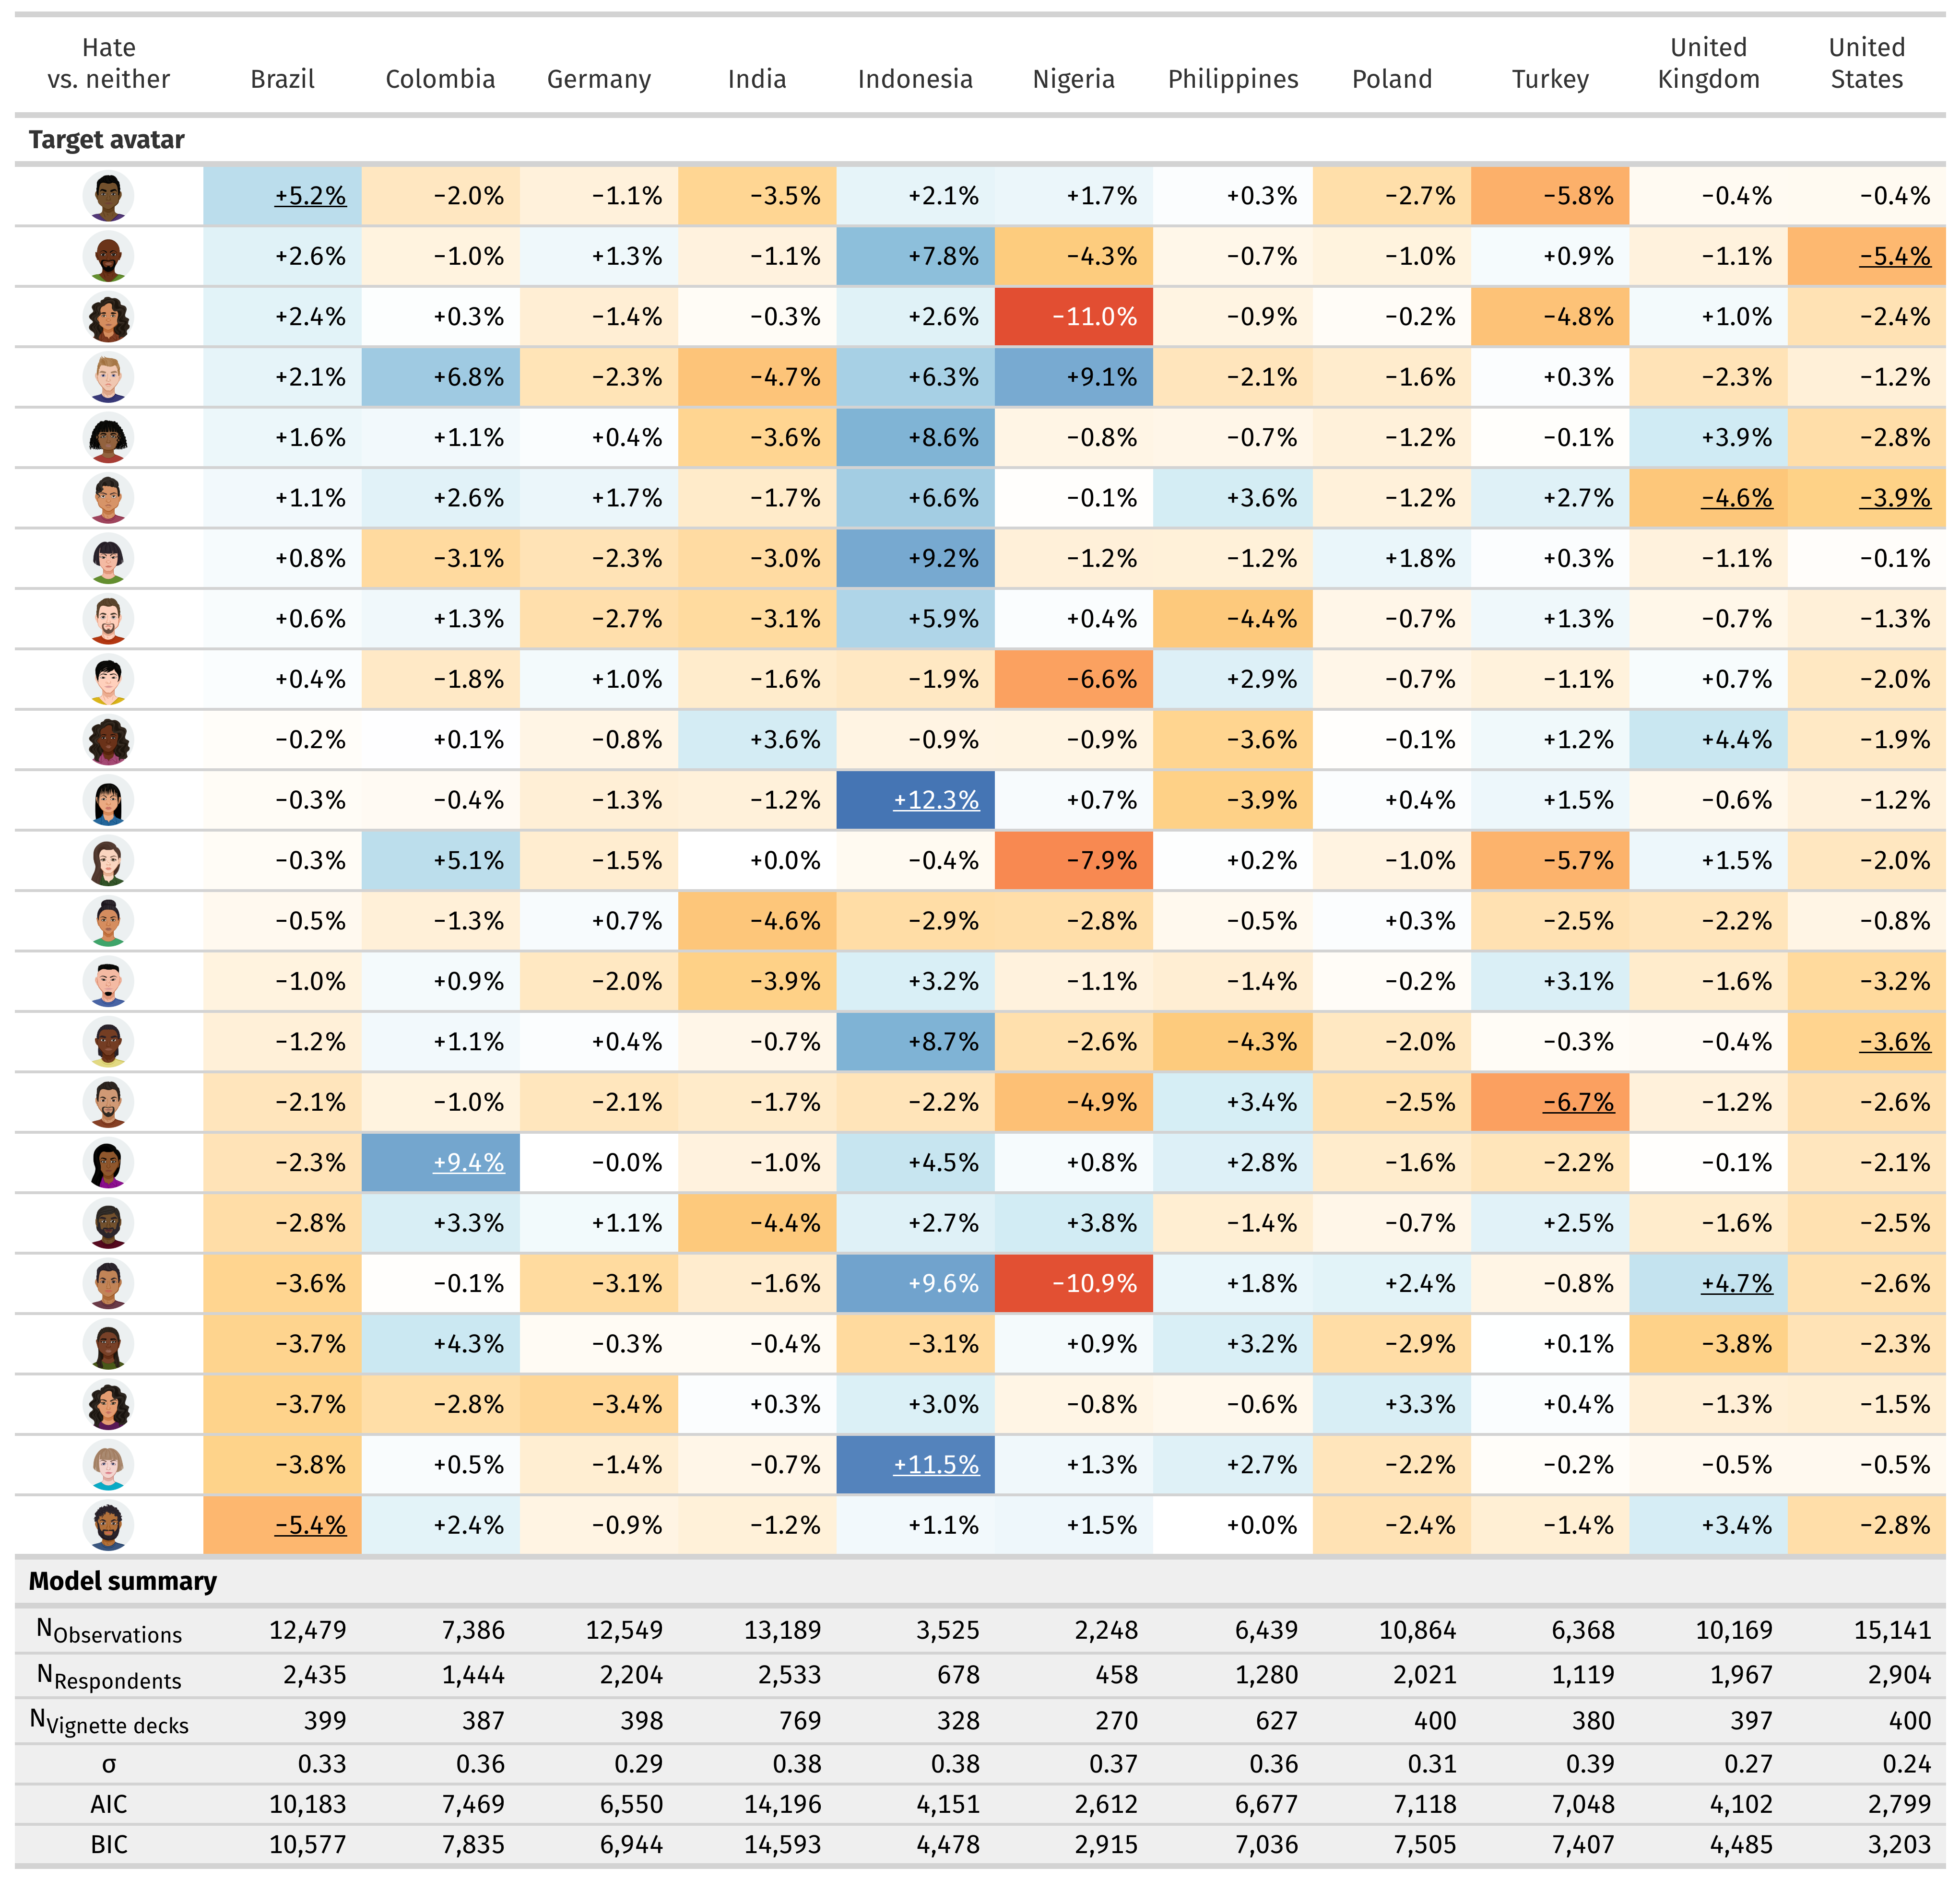 Hate vs. neither Brazil Colombia Germany India Indonesia Nigeria Philippines Poland Turkey United Kingdom United States
Target avatar
+5.2% −2.0% −1.1% −3.5% +2.1% +1.7% +0.3% −2.7% −5.8% −0.4% −0.4%
+2.6% −1.0% +1.3% −1.1% +7.8% −4.3% −0.7% −1.0% +0.9% −1.1% −5.4%
+2.4% +0.3% −1.4% −0.3% +2.6% −11.0% −0.9% −0.2% −4.8% +1.0% −2.4%
+2.1% +6.8% −2.3% −4.7% +6.3% +9.1% −2.1% −1.6% +0.3% −2.3% −1.2%
+1.6% +1.1% +0.4% −3.6% +8.6% −0.8% −0.7% −1.2% −0.1% +3.9% −2.8%
+1.1% +2.6% +1.7% −1.7% +6.6% −0.1% +3.6% −1.2% +2.7% −4.6% −3.9%
+0.8% −3.1% −2.3% −3.0% +9.2% −1.2% −1.2% +1.8% +0.3% −1.1% −0.1%
+0.6% +1.3% −2.7% −3.1% +5.9% +0.4% −4.4% −0.7% +1.3% −0.7% −1.3%
+0.4% −1.8% +1.0% −1.6% −1.9% −6.6% +2.9% −0.7% −1.1% +0.7% −2.0%
−0.2% +0.1% −0.8% +3.6% −0.9% −0.9% −3.6% −0.1% +1.2% +4.4% −1.9%
−0.3% −0.4% −1.3% −1.2% +12.3% +0.7% −3.9% +0.4% +1.5% −0.6% −1.2%
−0.3% +5.1% −1.5% +0.0% −0.4% −7.9% +0.2% −1.0% −5.7% +1.5% −2.0%
−0.5% −1.3% +0.7% −4.6% −2.9% −2.8% −0.5% +0.3% −2.5% −2.2% −0.8%
−1.0% +0.9% −2.0% −3.9% +3.2% −1.1% −1.4% −0.2% +3.1% −1.6% −3.2%
−1.2% +1.1% +0.4% −0.7% +8.7% −2.6% −4.3% −2.0% −0.3% −0.4% −3.6%
−2.1% −1.0% −2.1% −1.7% −2.2% −4.9% +3.4% −2.5% −6.7% −1.2% −2.6%
−2.3% +9.4% −0.0% −1.0% +4.5% +0.8% +2.8% −1.6% −2.2% −0.1% −2.1%
−2.8% +3.3% +1.1% −4.4% +2.7% +3.8% −1.4% −0.7% +2.5% −1.6% −2.5%
−3.6% −0.1% −3.1% −1.6% +9.6% −10.9% +1.8% +2.4% −0.8% +4.7% −2.6%
−3.7% +4.3% −0.3% −0.4% −3.1% +0.9% +3.2% −2.9% +0.1% −3.8% −2.3%
−3.7% −2.8% −3.4% +0.3% +3.0% −0.8% −0.6% +3.3% +0.4% −1.3% −1.5%
−3.8% +0.5% −1.4% −0.7% +11.5% +1.3% +2.7% −2.2% −0.2% −0.5% −0.5%
−5.4% +2.4% −0.9% −1.2% +1.1% +1.5% +0.0% −2.4% −1.4% +3.4% −2.8%
Model summary
NObservations 12,479 7,386 12,549 13,189 3,525 2,248 6,439 10,864 6,368 10,169 15,141
NRespondents 2,435 1,444 2,204 2,533 678 458 1,280 2,021 1,119 1,967 2,904
NVignette decks 399 387 398 769 328 270 627 400 380 397 400
σ 0.33 0.36 0.29 0.38 0.38 0.37 0.36 0.31 0.39 0.27 0.24
AIC 10,183 7,469 6,550 14,196 4,151 2,612 6,677 7,118 7,048 4,102 2,799
BIC 10,577 7,835 6,944 14,593 4,478 2,915 7,036 7,505 7,407 4,485 3,203